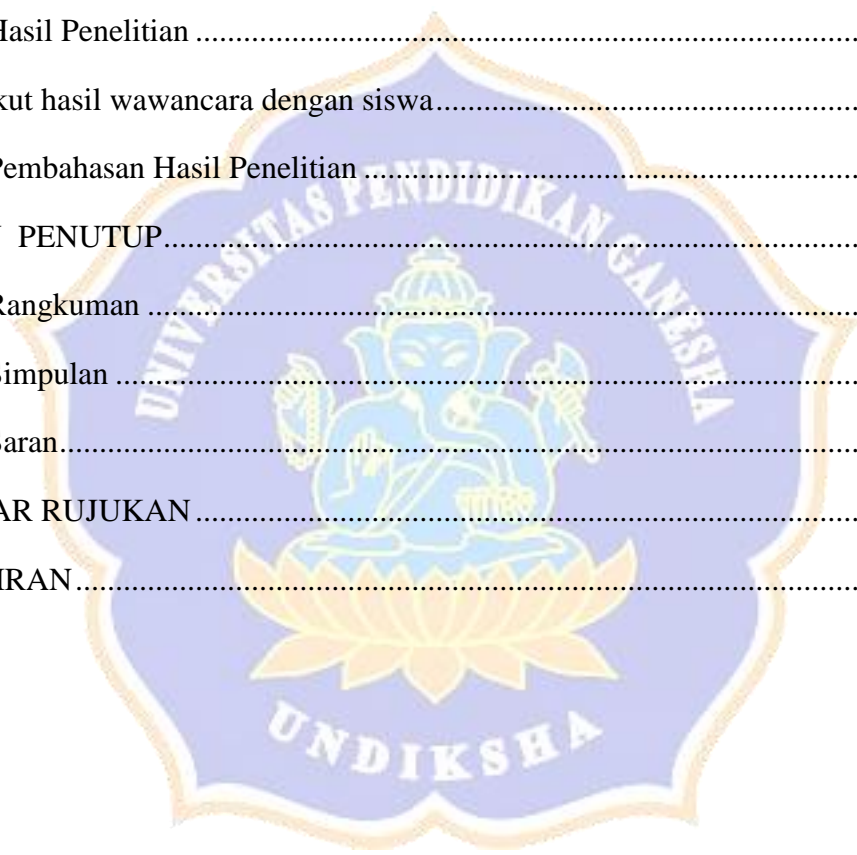 Hasil Penelitian ....................................................................................
kut hasil wawancara dengan siswa.....................................................
Pembahasan Hasil Penelitian ..............................................................
PENUTUP.......................................................................................
Rangkuman .........................................................................................
Simpulan .............................................................................................
Saran....................................................................................................
AR RUJUKAN ...................................................................................
IRAN..................................................................................................
UNIVERSITAS PENDIDIKAN GANESHA
UNDIKSHA